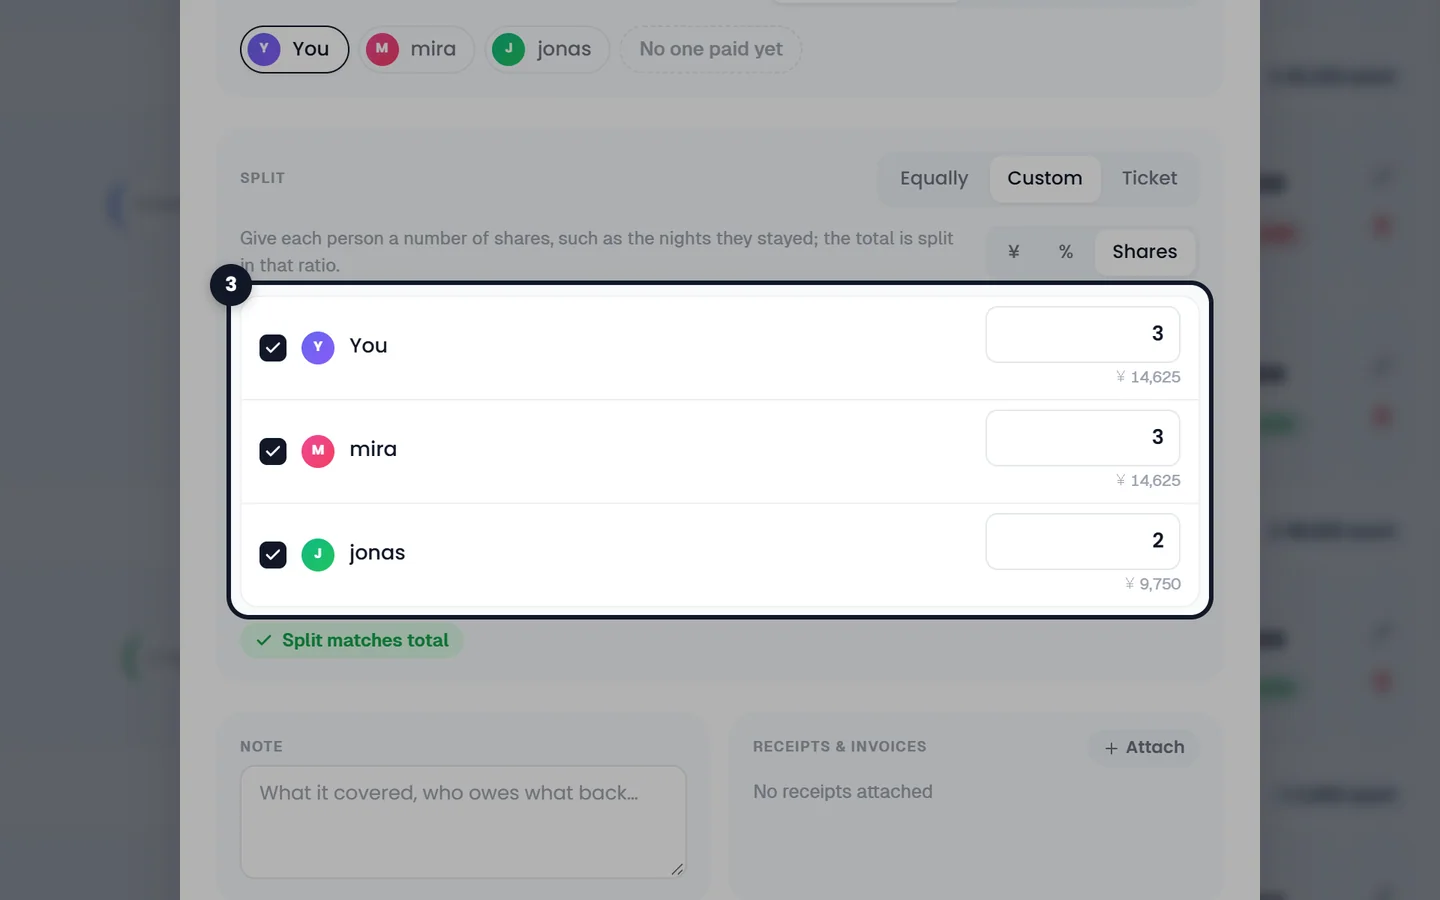 Y You M mira J jonas No one paid yet
SPLIT Equally Custom Ticket
Give each person a number of shares, such as the nights they stayed; the total is split
in that ratio.
¥ % Shares
3
Y You 3
¥ 14,625
M mira 3
¥ 14,625
J jonas 2
¥ 9,750
Split matches total
NOTE
What it covered, who owes what back...
RECEIPTS & INVOICES + Attach
No receipts attached